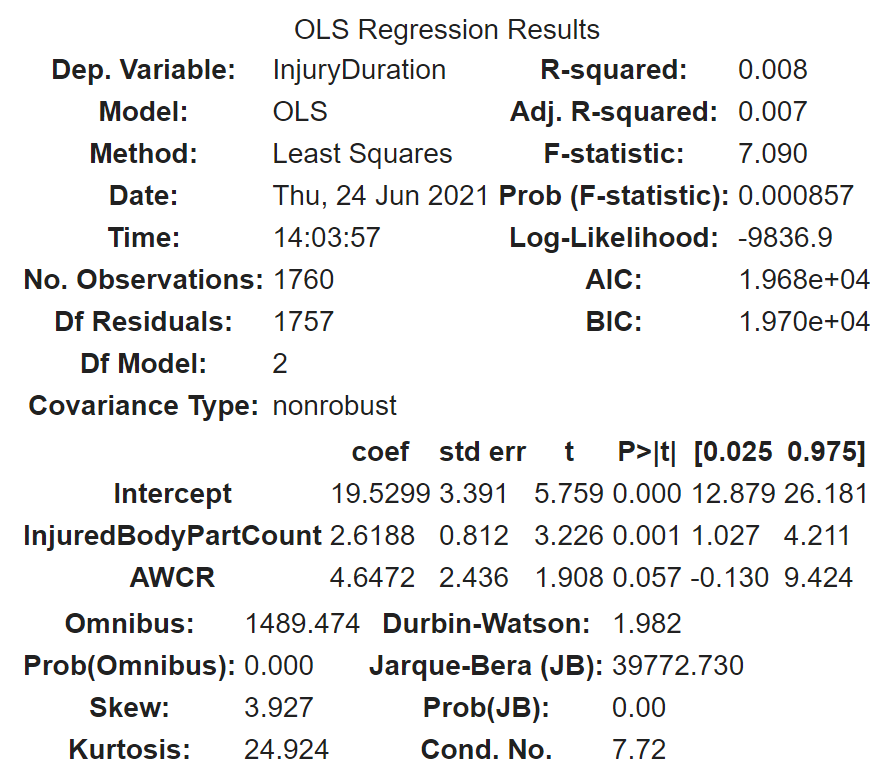 OLS Regression Results
Dep. Variable: InjuryDuration R-squared: 0.008
Model: OLS Adj. R-squared: 0.007
Method: Least Squares F-statistic: 7.090
Date: Thu, 24 Jun 2021 Prob (F-statistic): 0.000857
Time: 14:03:57 Log-Likelihood: -9836.9
No. Observations: 1760 AIC: 1.968e+04
Df Residuals: 1757 BIC: 1.970e+04
Df Model: 2
Covariance Type: nonrobust
coef std err t P>|t| [0.025 0.975]
Intercept 19.5299 3.391 5.759 0.000 12.879 26.181
InjuredBodyPartCount 2.6188 0.812 3.226 0.001 1.027 4.211
AWCR 4.6472 2.436 1.908 0.057 -0.130 9.424
Omnibus: 1489.474 Durbin-Watson: 1.982
Prob(Omnibus): 0.000 Jarque-Bera (JB): 39772.730
Skew: 3.927 Prob(JB): 0.00
Kurtosis: 24.924 Cond. No. 7.72